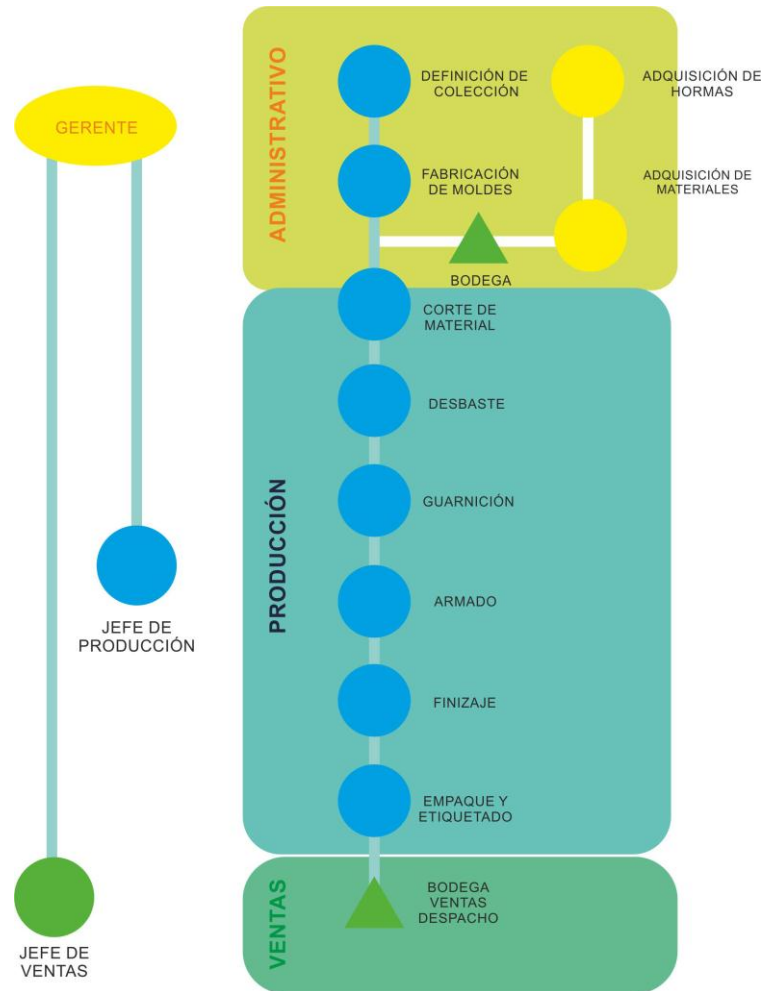 GERENTE
JEFE DE
PRODUCCIÓN
JEFE DE
VENTAS
ADMINISTRATIVO
DEFINICIÓN DE
COLECCIÓN
ADQUISICIÓN DE
HORMAS
FABRICACIÓN
DE MOLDES
ADQUISICIÓN DE
MATERIALES
BODEGA
PRODUCCIÓN
CORTE DE
MATERIAL
DESBASTE
GUARNICIÓN
ARMADO
FINIZAJE
EMPAQUE Y
ETIQUETADO
VENTAS
BODEGA
VENTAS
DESPACHO